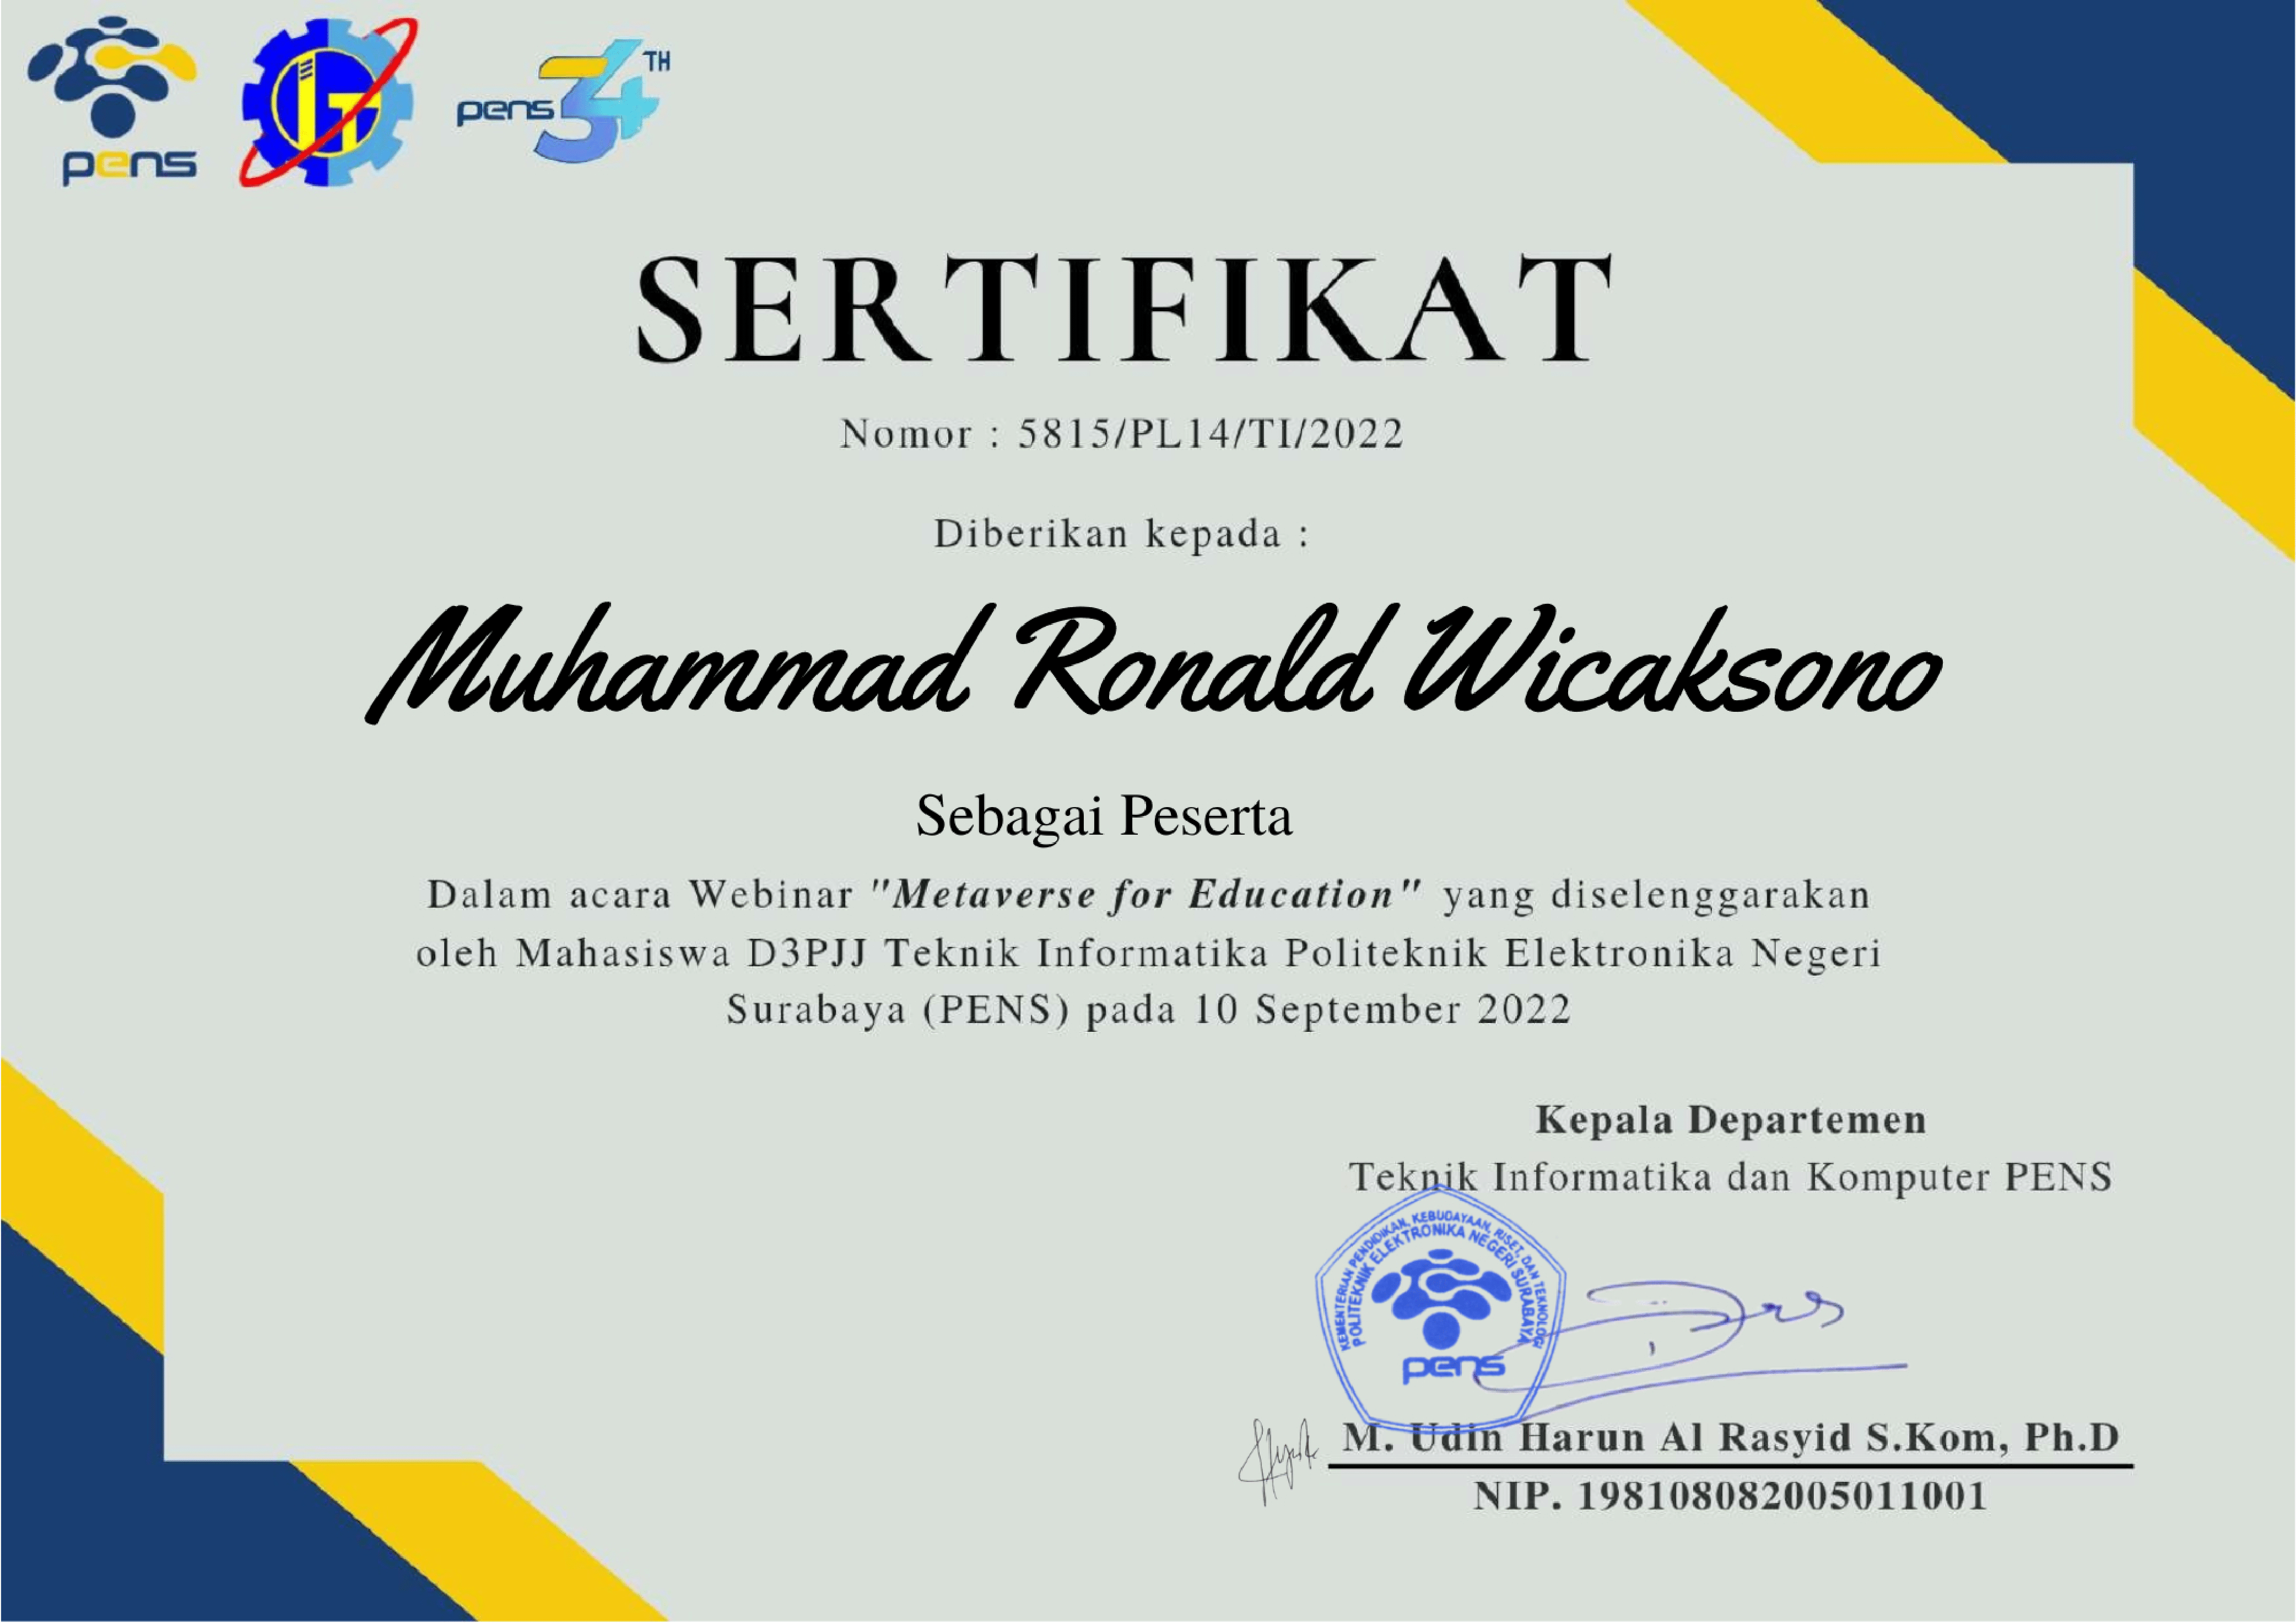 pens
pens 34 TH
SERTIFIKAT
Nomor : 5815/PL14/TI/2022
Diberikan kepada :
Muhammad Ronald Wicaksono
Sebagai Peserta
Dalam acara Webinar "Metaverse for Education" yang diselenggarakan
oleh Mahasiswa D3PJJ Teknik Informatika Politeknik Elektronika Negeri
Surabaya (PENS) pada 10 September 2022
Kepala Departemen
Teknik Informatika dan Komputer PENS
KEMENTERIAN PENDIDIKAN, KEBUDAYAAN, RISET, DAN TEKNOLOGI
POLITEKNIK ELEKTRONIKA NEGERI SURABAYA
pens
M. Udin Harun Al Rasyid S.Kom, Ph.D
NIP. 198108082005011001